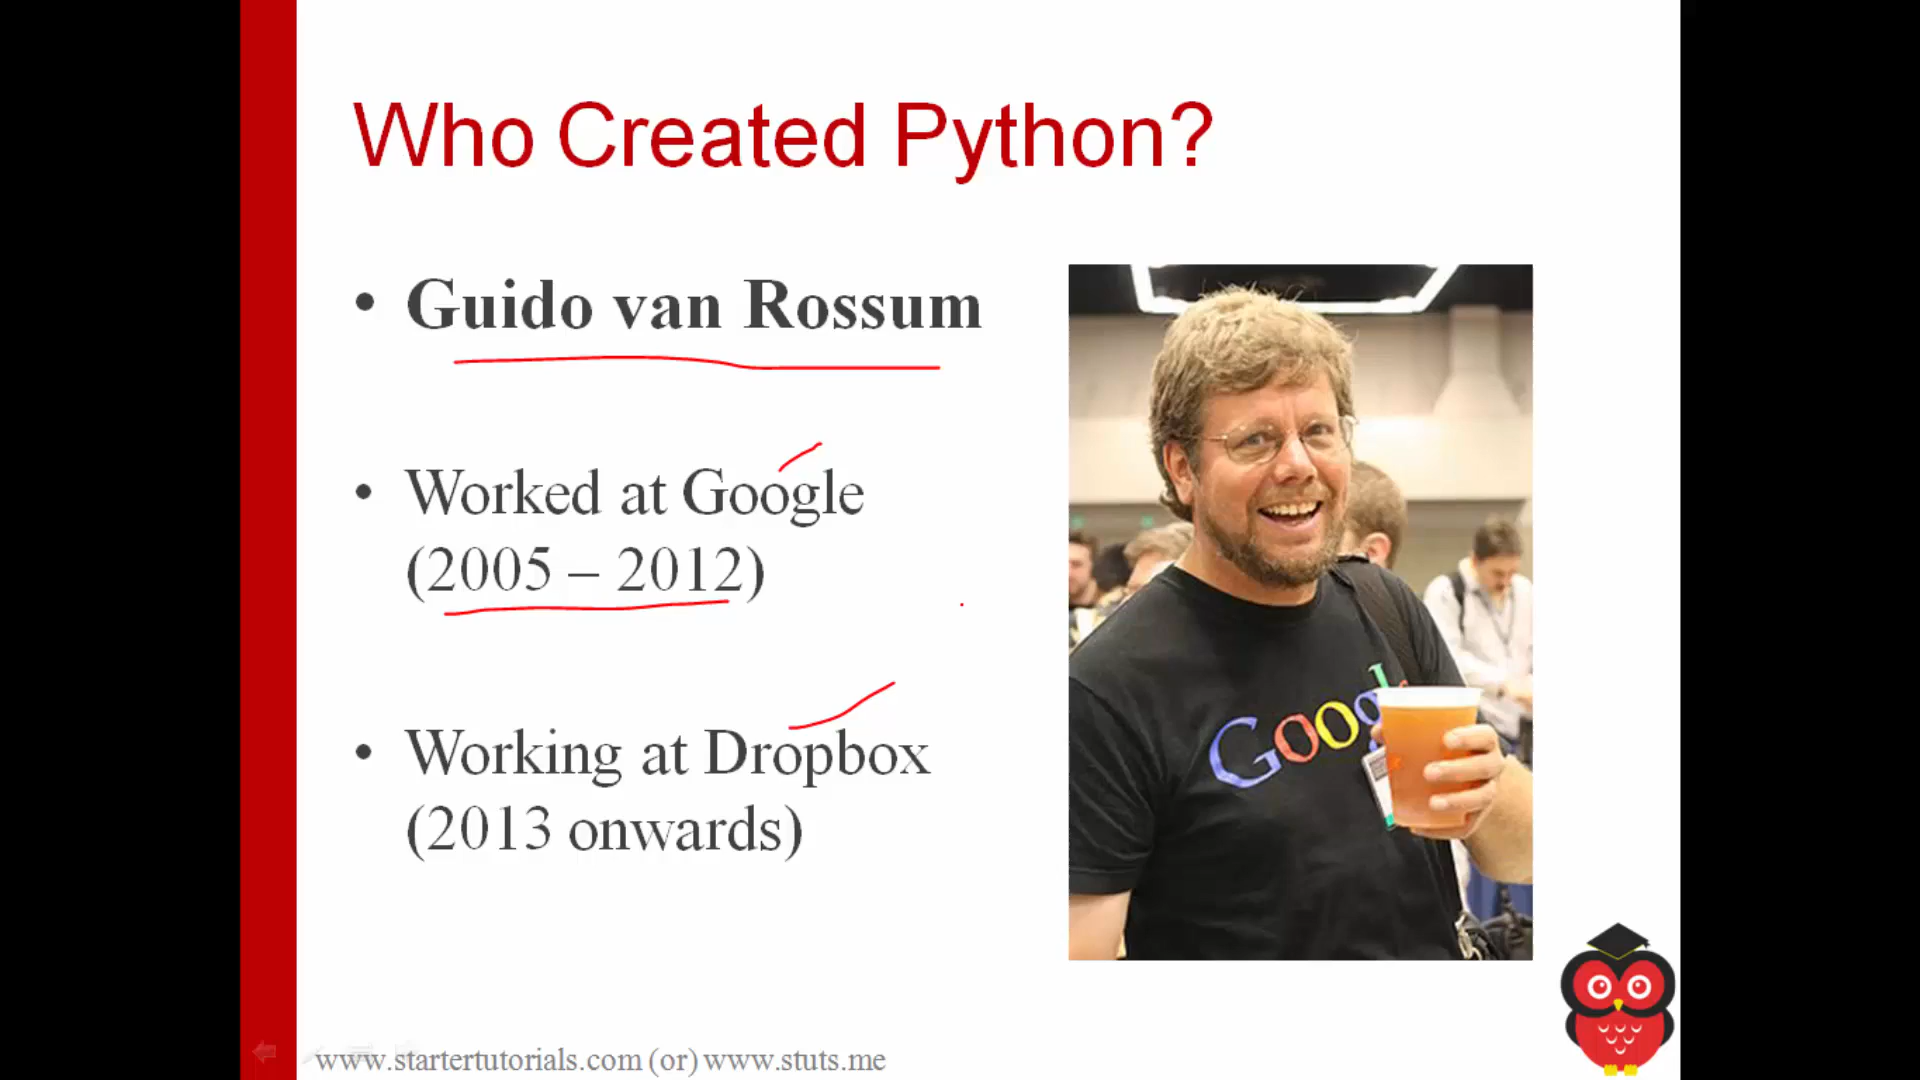 Who Created Python?
• Guido van Rossum
• Worked at Google
(2005 – 2012)
• Working at Dropbox
(2013 onwards)
Googl
www.startertutorials.com (or) www.stuts.me